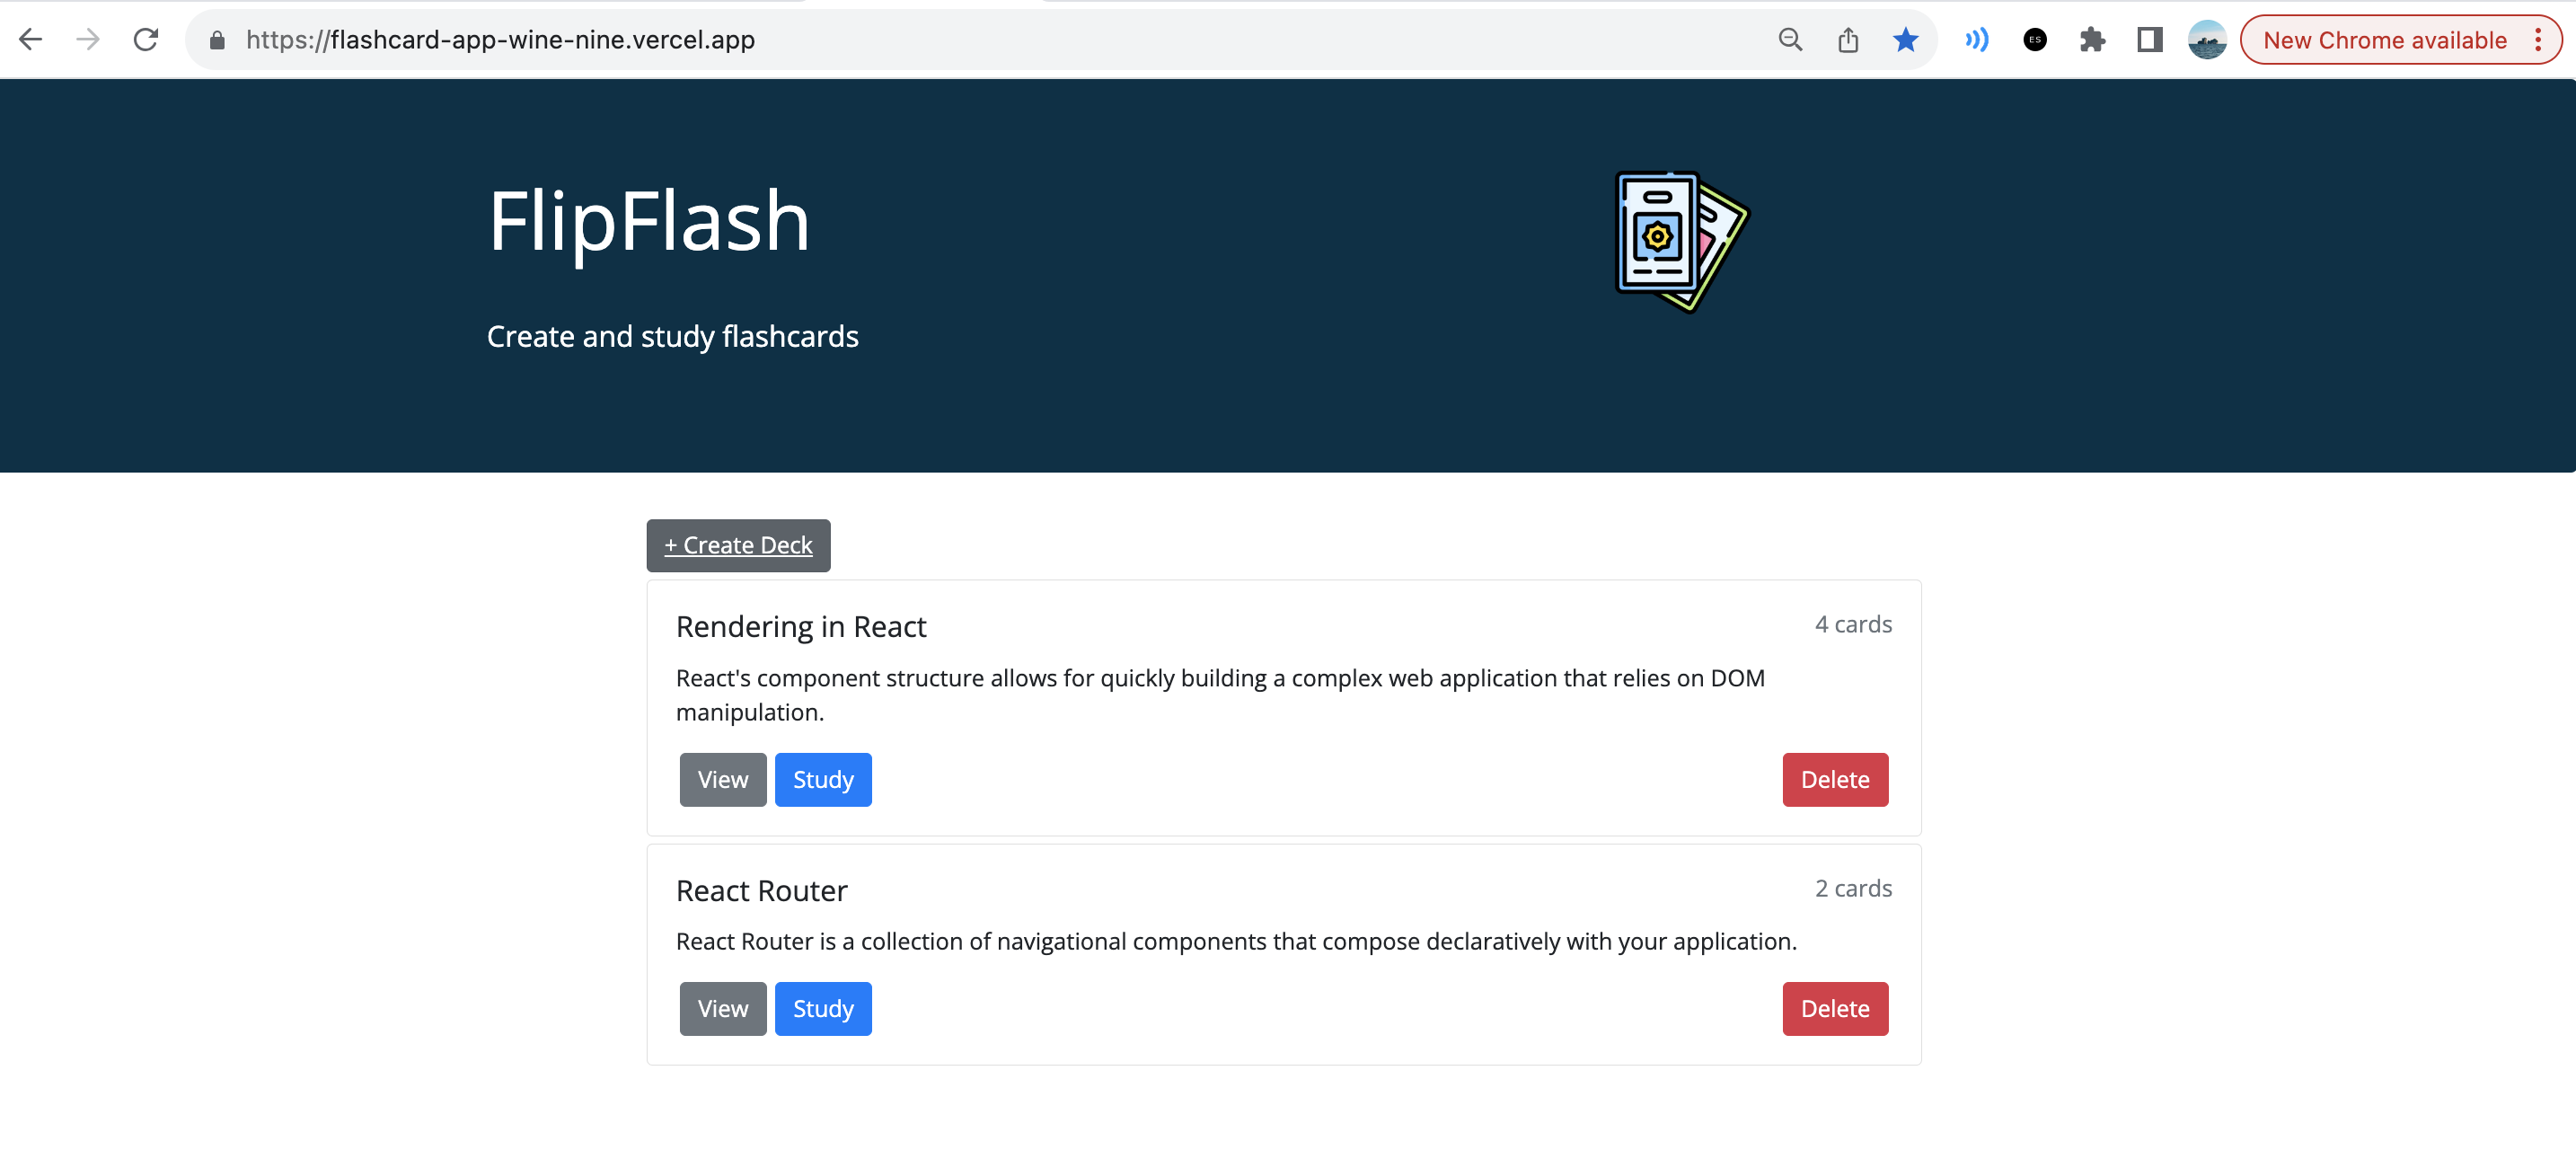 https://flashcard-app-wine-nine.vercel.app
ES
New Chrome available
FlipFlash
Create and study flashcards
+ Create Deck
Rendering in React
4 cards
React's component structure allows for quickly building a complex web application that relies on DOM
manipulation.
View
Study
Delete
React Router
2 cards
React Router is a collection of navigational components that compose declaratively with your application.
View
Study
Delete